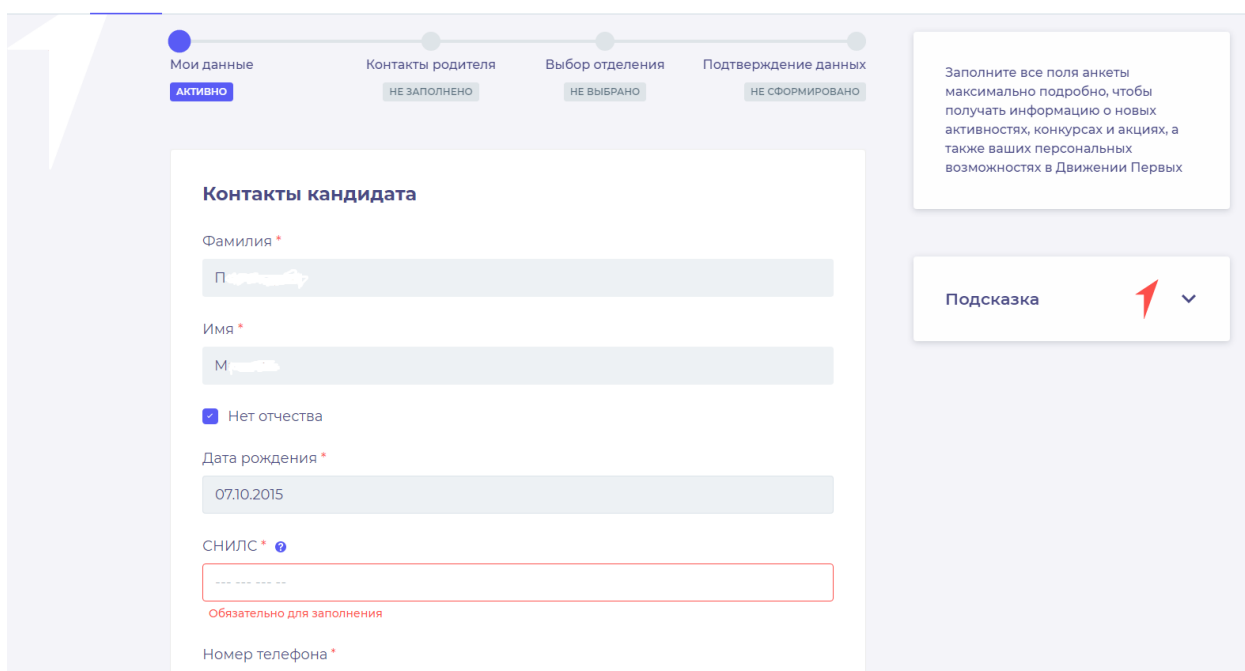 Мои данные
Контакты родителя
Выбор отделения
Подтверждение данных
АКТИВНО
НЕ ЗАПОЛНЕНО
НЕ ВЫБРАНО
НЕ СФОРМИРОВАНО
Контакты кандидата
Фамилия *
П
Имя *
М
Нет отчества
Дата рождения *
07.10.2015
СНИЛС * ?
--- --- --- --
Обязательно для заполнения
Номер телефона *
Заполните все поля анкеты
максимально подробно, чтобы
получать информацию о новых
активностях, конкурсах и акциях, а
также ваших персональных
возможностях в Движении Первых
Подсказка